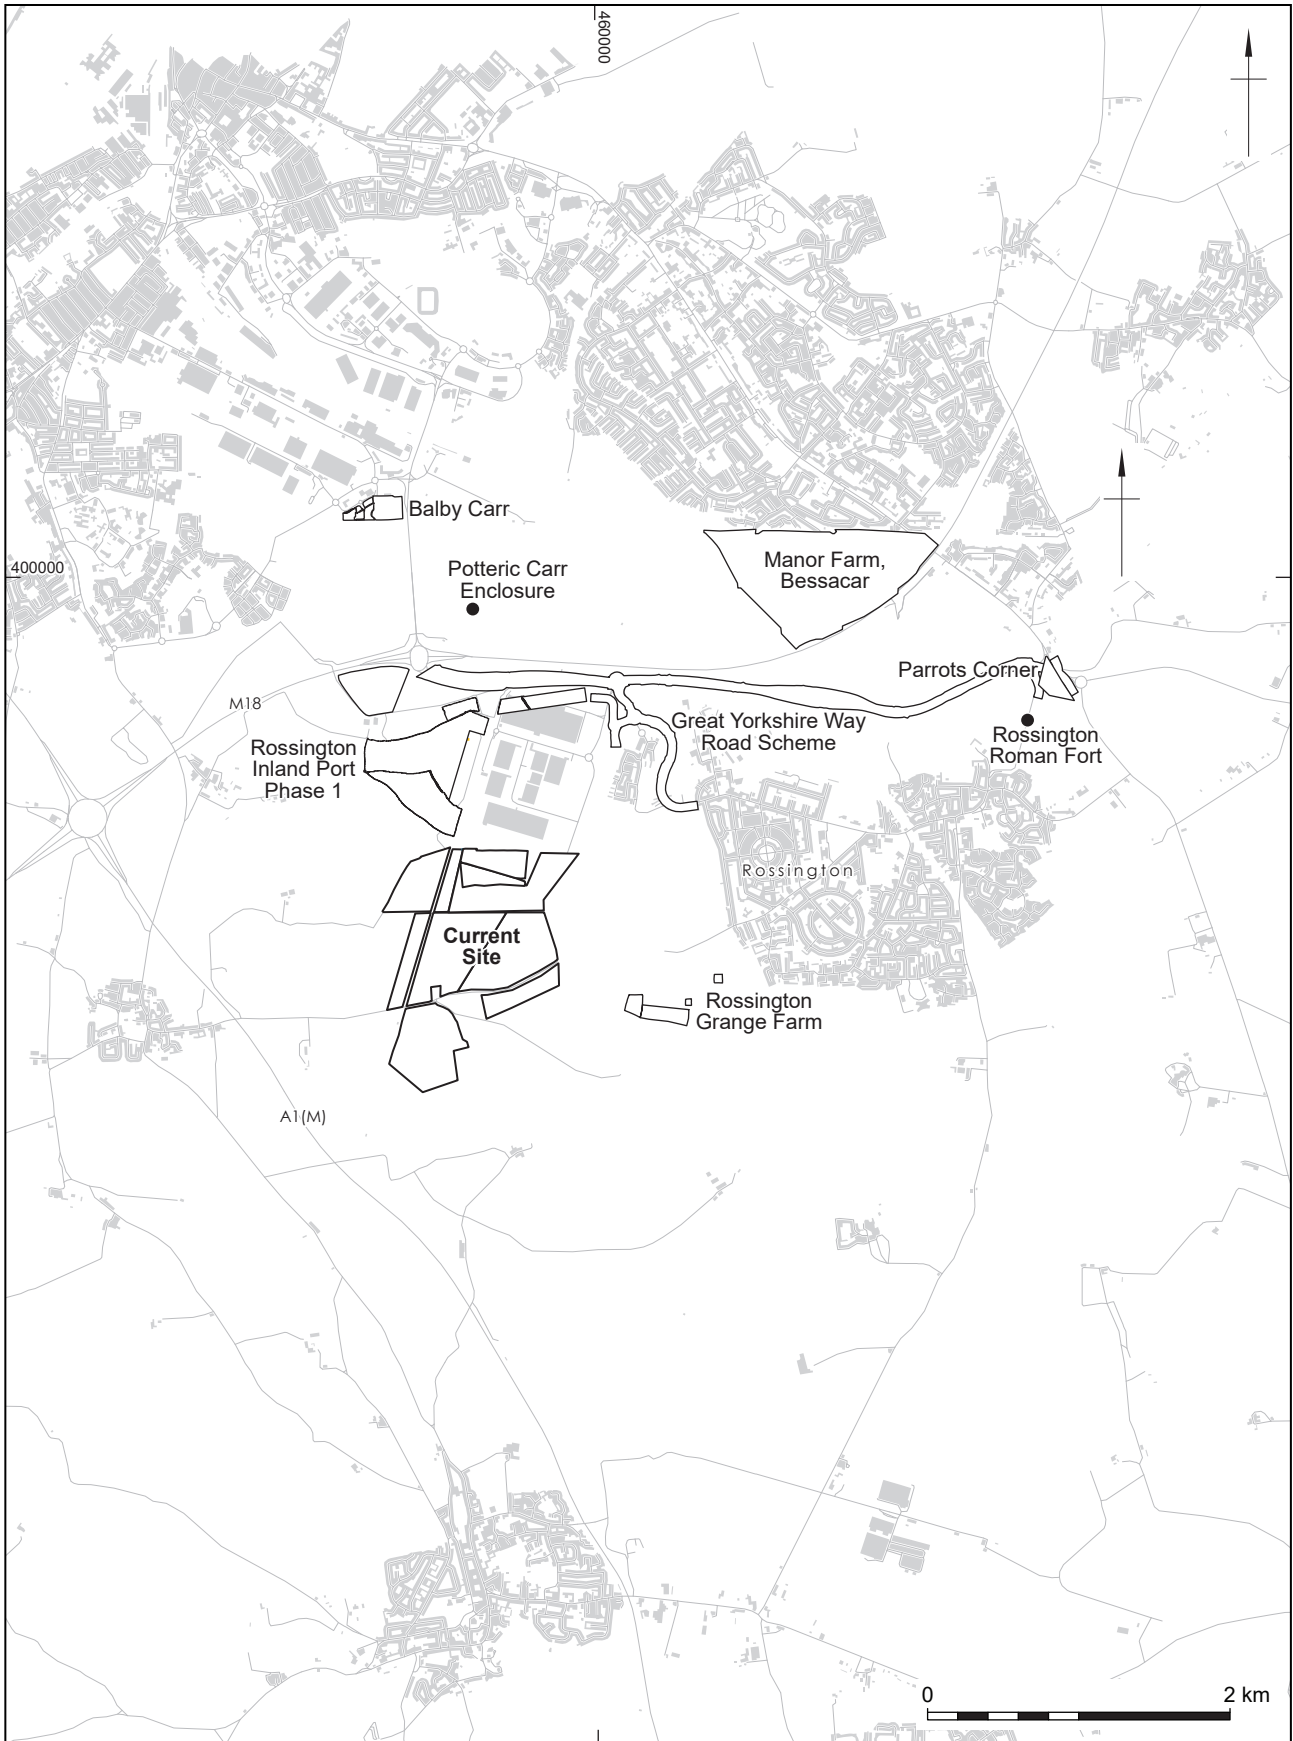 460000
Balby Carr
400000
Potteric Carr
Enclosure
Manor Farm,
Bessacar
Parrots Corner
M18
Great Yorkshire Way
Road Scheme
Rossington
Roman Fort
Rossington
Inland Port
Phase 1
Rossington
Current
Site
Rossington
Grange Farm
A1(M)
0
2 km